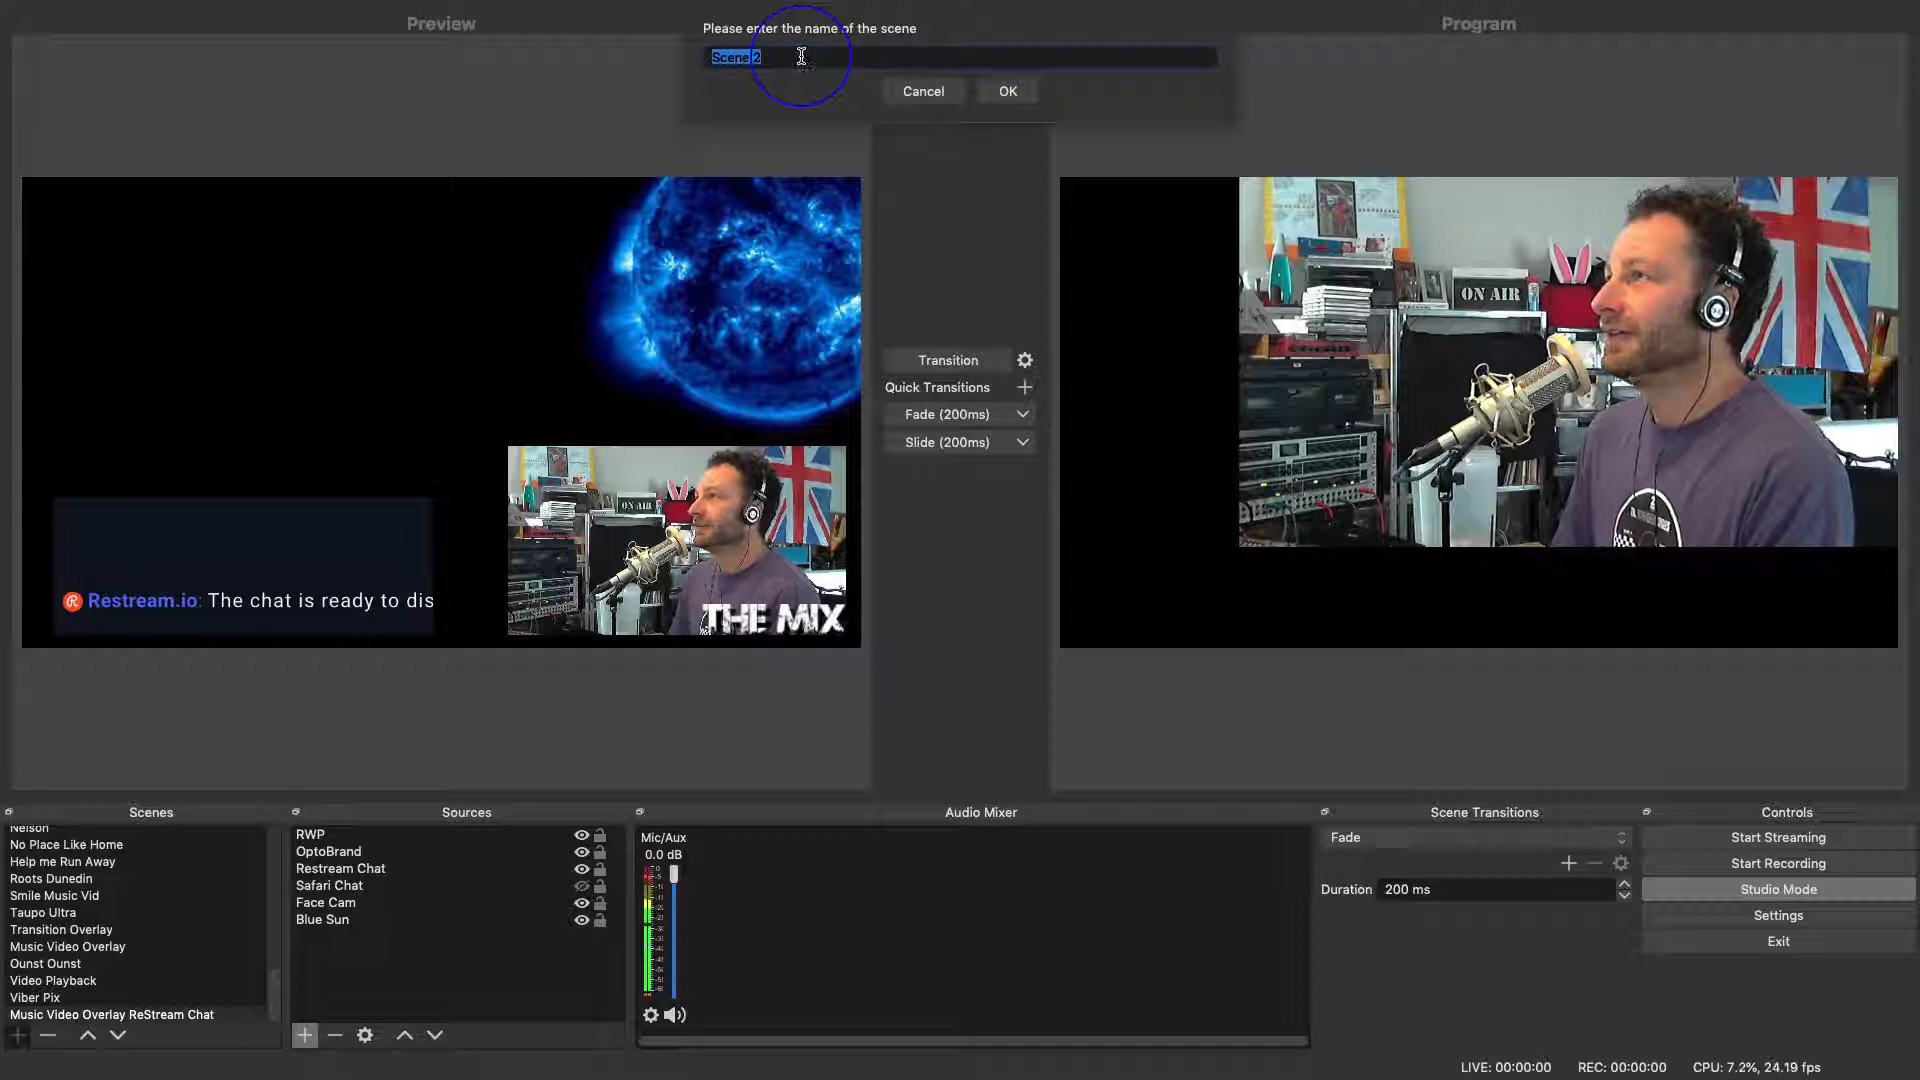 Preview
Please enter the name of the scene
Program
Scene 2
Cancel
OK
Transition
Quick Transitions
Fade (200ms)
Slide (200ms)
ON AIR
ON AIR
Restream.io: The chat is ready to dis
THE MIX
Scenes
Nelson
No Place Like Home
Help me Run Away
Roots Dunedin
Smile Music Vid
Taupo Ultra
Transition Overlay
Music Video Overlay
Ounst Ounst
Video Playback
Viber Pix
Music Video Overlay ReStream Chat
Sources
RWP
OptoBrand
Restream Chat
Safari Chat
Face Cam
Blue Sun
Audio Mixer
Mic/Aux
0.0 dB
Scene Transitions
Fade
Duration 200 ms
Controls
Start Streaming
Start Recording
Studio Mode
Settings
Exit
LIVE: 00:00:00 REC: 00:00:00 CPU: 7.2%, 24.19 fps